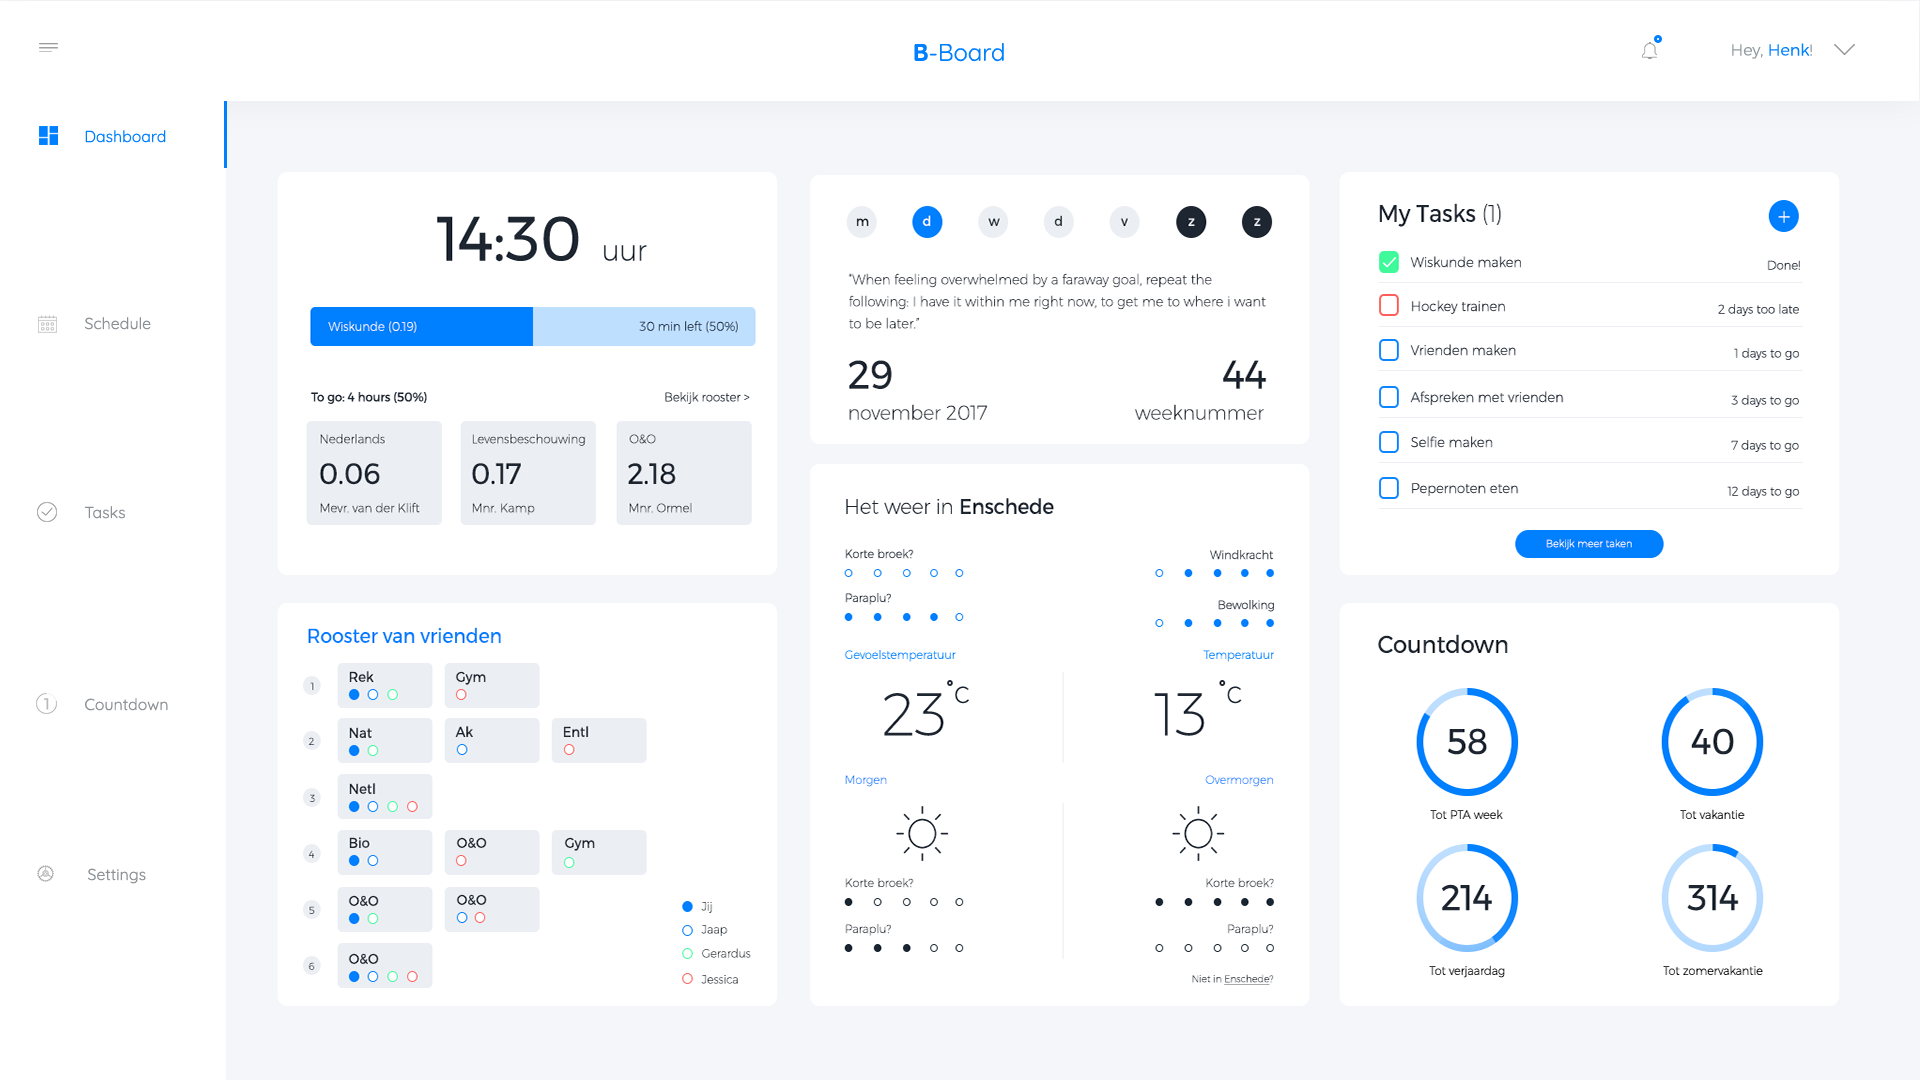 B-Board
Hey, Henk!
Dashboard
Schedule
Tasks
1
Countdown
Settings
14:30 uur
Wiskunde (0.19) 30 min left (50%)
To go: 4 hours (50%) Bekijk rooster >
Nederlands
0.06
Mevr. van der Klift
Levensbeschouwing
0.17
Mnr. Kamp
O&O
2.18
Mnr. Ormel
Rooster van vrienden
1 Rek Gym
2 Nat Ak Entl
3 Netl
4 Bio O&O Gym
5 O&O O&O
6 O&O
Jij
Jaap
Gerardus
Jessica
m d w d v z z
"When feeling overwhelmed by a faraway goal, repeat the
following: I have it within me right now, to get me to where i want
to be later."
29 44
november 2017 weeknummer
Het weer in Enschede
Korte broek? Windkracht
Paraplu? Bewolking
Gevoelstemperatuur Temperatuur
23°C 13°C
Morgen Overmorgen
Korte broek? Korte broek?
Paraplu? Paraplu?
Niet in Enschede?
My Tasks (1) +
Wiskunde maken Done!
Hockey trainen 2 days too late
Vrienden maken 1 days to go
Afspreken met vrienden 3 days to go
Selfie maken 7 days to go
Pepernoten eten 12 days to go
Bekijk meer taken
Countdown
58 40
Tot PTA week Tot vakantie
214 314
Tot verjaardag Tot zomervakantie